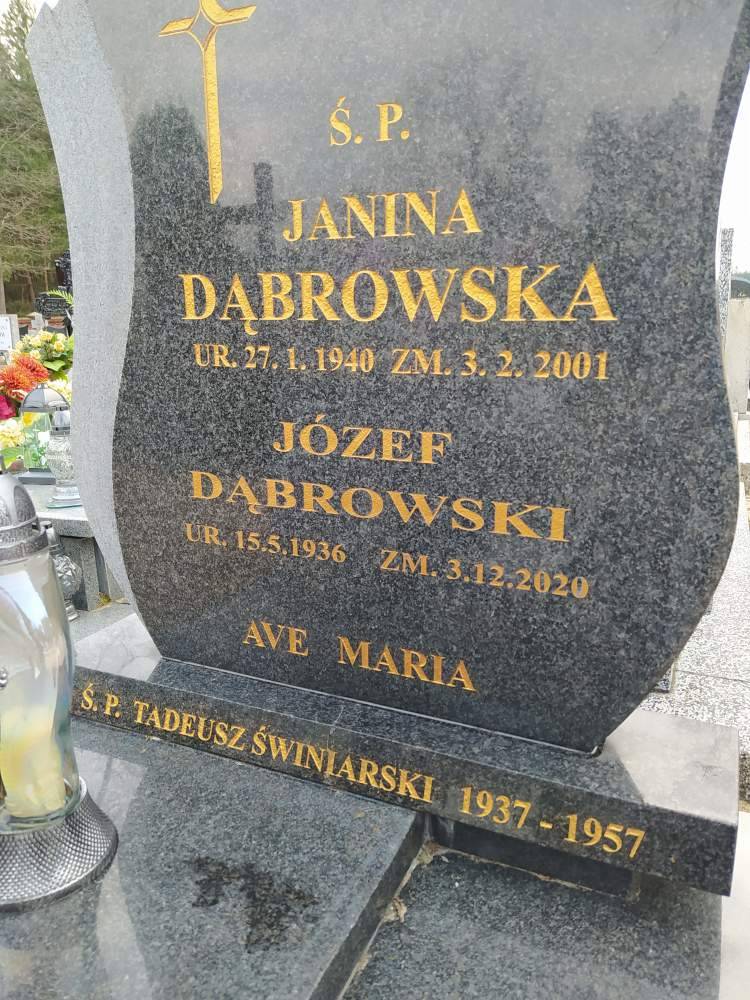 Ś. P.
JANINA
DĄBROWSKA
UR. 27. 1. 1940 ZM. 3. 2. 2001
JÓZEF
DĄBROWSKI
UR. 15.5.1936 ZM. 3.12.2020
AVE MARIA
Ś. P. TADEUSZ ŚWINIARSKI 1937 - 1957